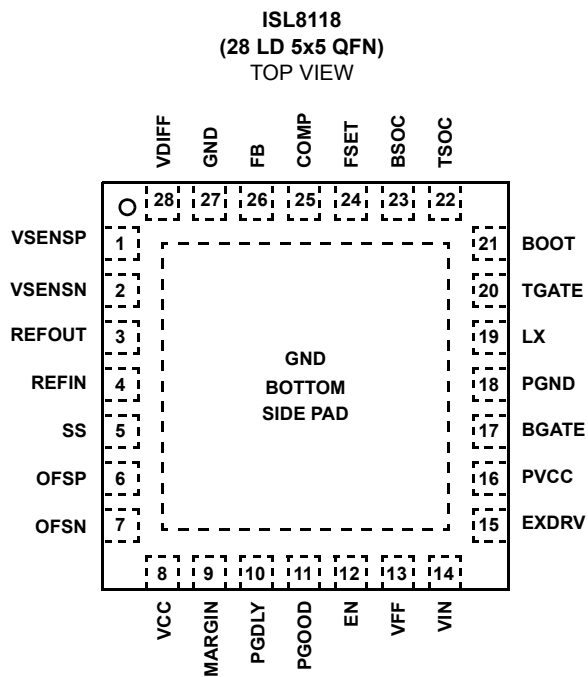 ISL8118
(28 LD 5x5 QFN)
TOP VIEW
VDIFF
GND
FB
COMP
FSET
BSOC
TSOC
28 27 26 25 24 23 22
VSENSP 1
21 BOOT
VSENSN 2
20 TGATE
REFOUT 3
19 LX
REFIN 4
18 PGND
SS 5
17 BGATE
OFSP 6
16 PVCC
OFSN 7
15 EXDRV
GND
BOTTOM
SIDE PAD
8 9 10 11 12 13 14
VCC
MARGIN
PGDLY
PGOOD
EN
VFF
VIN